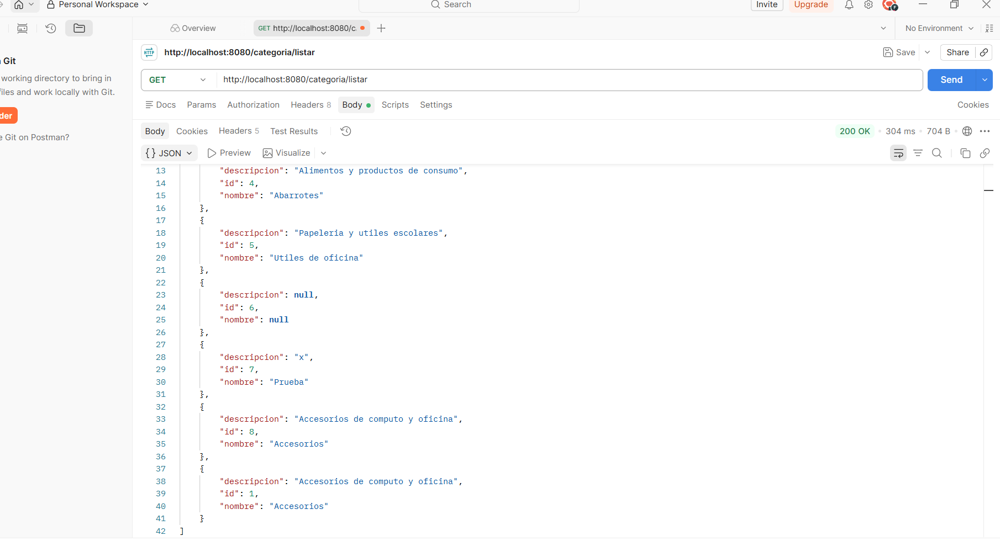 Personal Workspace
Search
Invite
Upgrade
Overview
GET http://localhost:8080/c
No Environment
Git
working directory to bring in
files and work locally with Git.
der
e Git on Postman?
HTTP
http://localhost:8080/categoria/listar
Save
Share
GET
http://localhost:8080/categoria/listar
Send
Docs
Params
Authorization
Headers 8
Body
Scripts
Settings
Cookies
Body
Cookies
Headers 5
Test Results
200 OK
304 ms
704 B
{} JSON
Preview
Visualize
13 "descripcion": "Alimentos y productos de consumo",
14 "id": 4,
15 "nombre": "Abarrotes"
16 },
17 {
18 "descripcion": "Papeleria y utiles escolares",
19 "id": 5,
20 "nombre": "Utiles de oficina"
21 },
22 {
23 "descripcion": null,
24 "id": 6,
25 "nombre": null
26 },
27 {
28 "descripcion": "x",
29 "id": 7,
30 "nombre": "Prueba"
31 },
32 {
33 "descripcion": "Accesorios de computo y oficina",
34 "id": 8,
35 "nombre": "Accesorios"
36 },
37 {
38 "descripcion": "Accesorios de computo y oficina",
39 "id": 1,
40 "nombre": "Accesorios"
41 }
42 ]